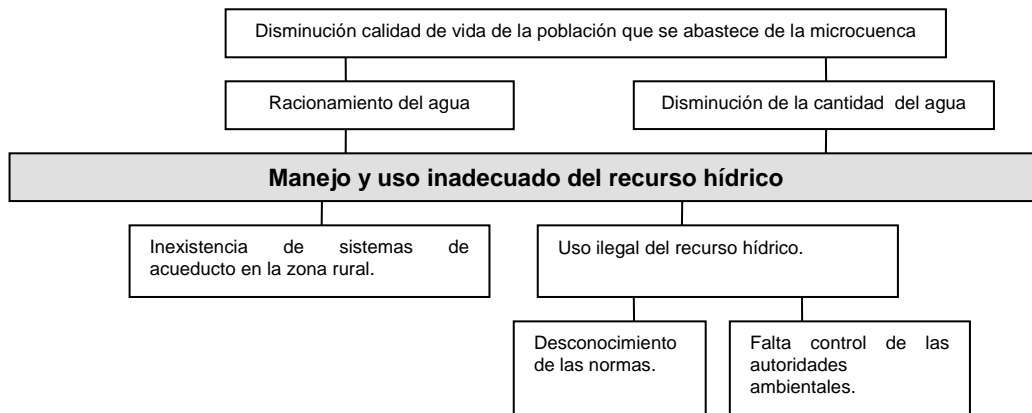 Disminución calidad de vida de la población que se abastece de la microcuenca
Racionamiento del agua
Disminución de la cantidad del agua
Manejo y uso inadecuado del recurso hídrico
Inexistencia de sistemas de
acueducto en la zona rural.
Uso ilegal del recurso hídrico.
Desconocimiento
de las normas.
Falta control de las
autoridades
ambientales.